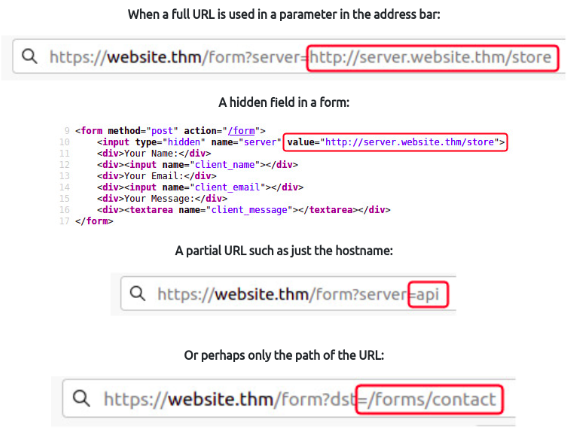 When a full URL is used in a parameter in the address bar:
https://website.thm/form?server=http://server.website.thm/store
A hidden field in a form:
9 <form method="post" action="/form">
10 <input type="hidden" name="server" value="http://server.website.thm/store">
11 <div>Your Name:</div>
12 <div><input name="client_name"></div>
13 <div>Your Email:</div>
14 <div><input name="client_email"></div>
15 <div>Your Message:</div>
16 <div><textarea name="client_message"></textarea></div>
17 </form>
A partial URL such as just the hostname:
https://website.thm/form?server=api
Or perhaps only the path of the URL:
https://website.thm/form?dst=/forms/contact